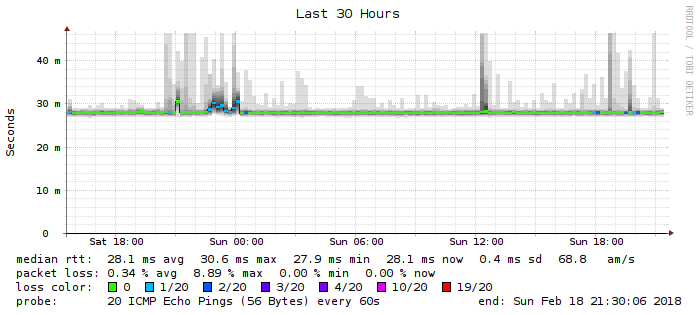 Last 30 Hours
RRDTOOL / TOBI OETIKER
Seconds
40 m
30 m
20 m
10 m
0
Sat 18:00 Sun 00:00 Sun 06:00 Sun 12:00 Sun 18:00
median rtt: 28.1 ms avg 30.6 ms max 27.9 ms min 28.1 ms now 0.4 ms sd 68.8 am/s
packet loss: 0.34 % avg 8.89 % max 0.00 % min 0.00 % now
loss color: 0 1/20 2/20 3/20 4/20 10/20 19/20
probe: 20 ICMP Echo Pings (56 Bytes) every 60s end: Sun Feb 18 21:30:06 2018